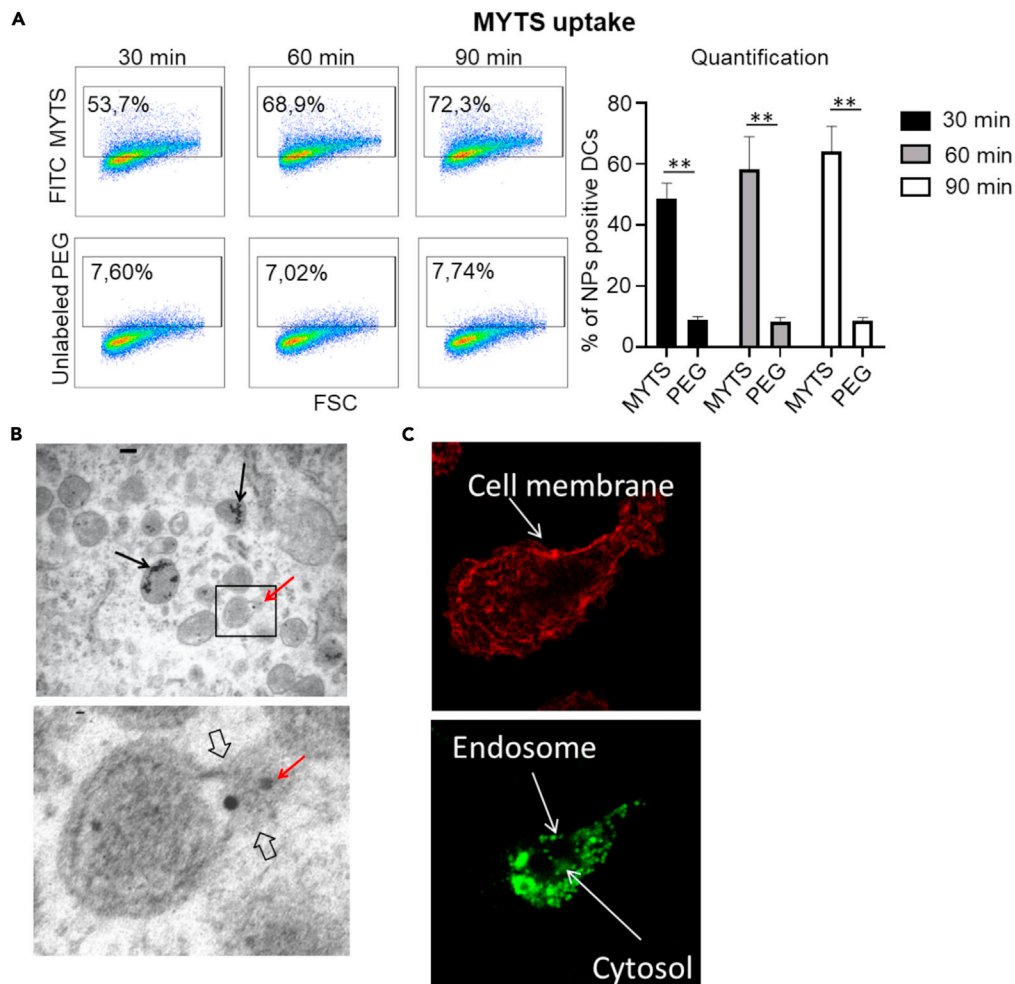 A
MYTS uptake
30 min
60 min
90 min
FITC MYTS
53,7%
68,9%
72,3%
Unlabeled PEG
7,60%
7,02%
7,74%
FSC
Quantification
% of NPs positive DCs
80
60
40
20
0
**
**
**
MYTS
PEG
MYTS
PEG
MYTS
PEG
30 min
60 min
90 min
B
C
Cell membrane
Endosome
Cytosol